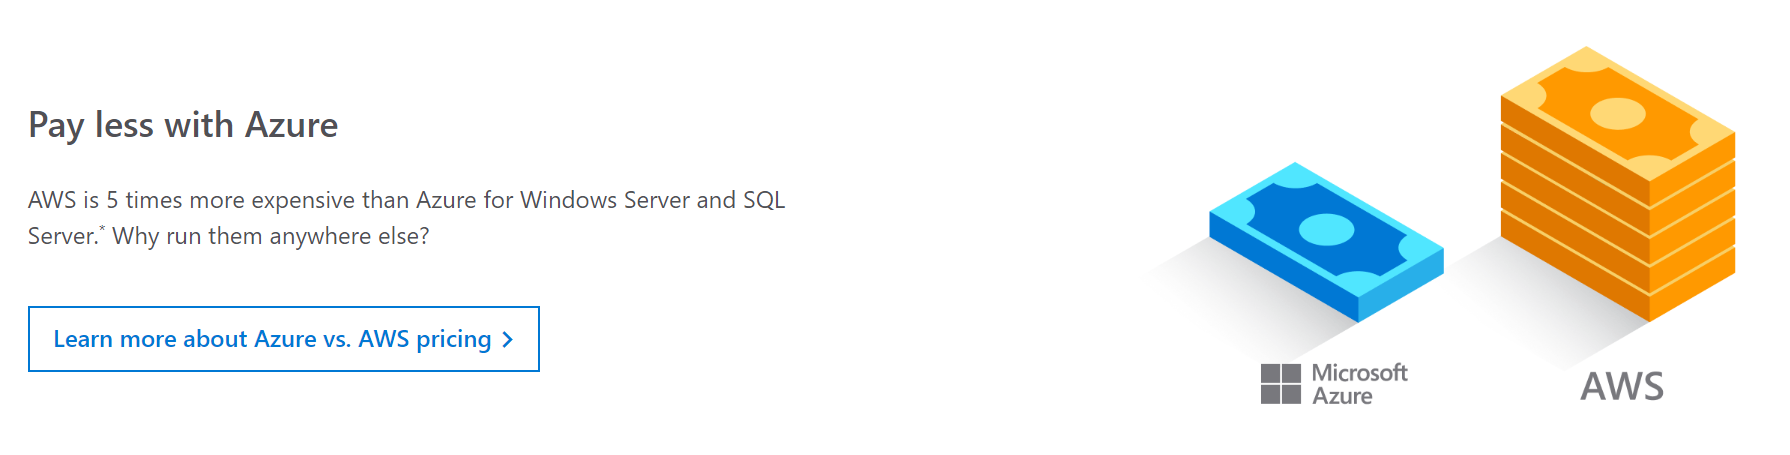 Pay less with Azure
AWS is 5 times more expensive than Azure for Windows Server and SQL
Server.* Why run them anywhere else?
Learn more about Azure vs. AWS pricing >
Microsoft
Azure
AWS